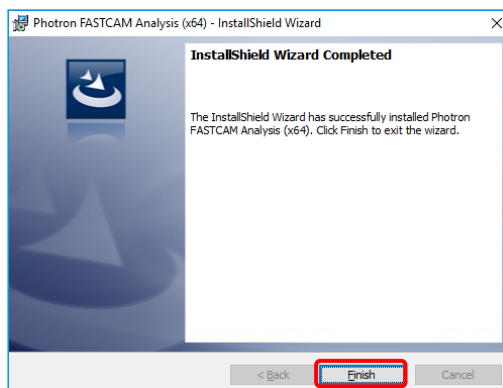 Photron FASTCAM Analysis (x64) - InstallShield Wizard
InstallShield Wizard Completed
The InstallShield Wizard has successfully installed Photron
FASTCAM Analysis (x64). Click Finish to exit the wizard.
< Back
Finish
Cancel